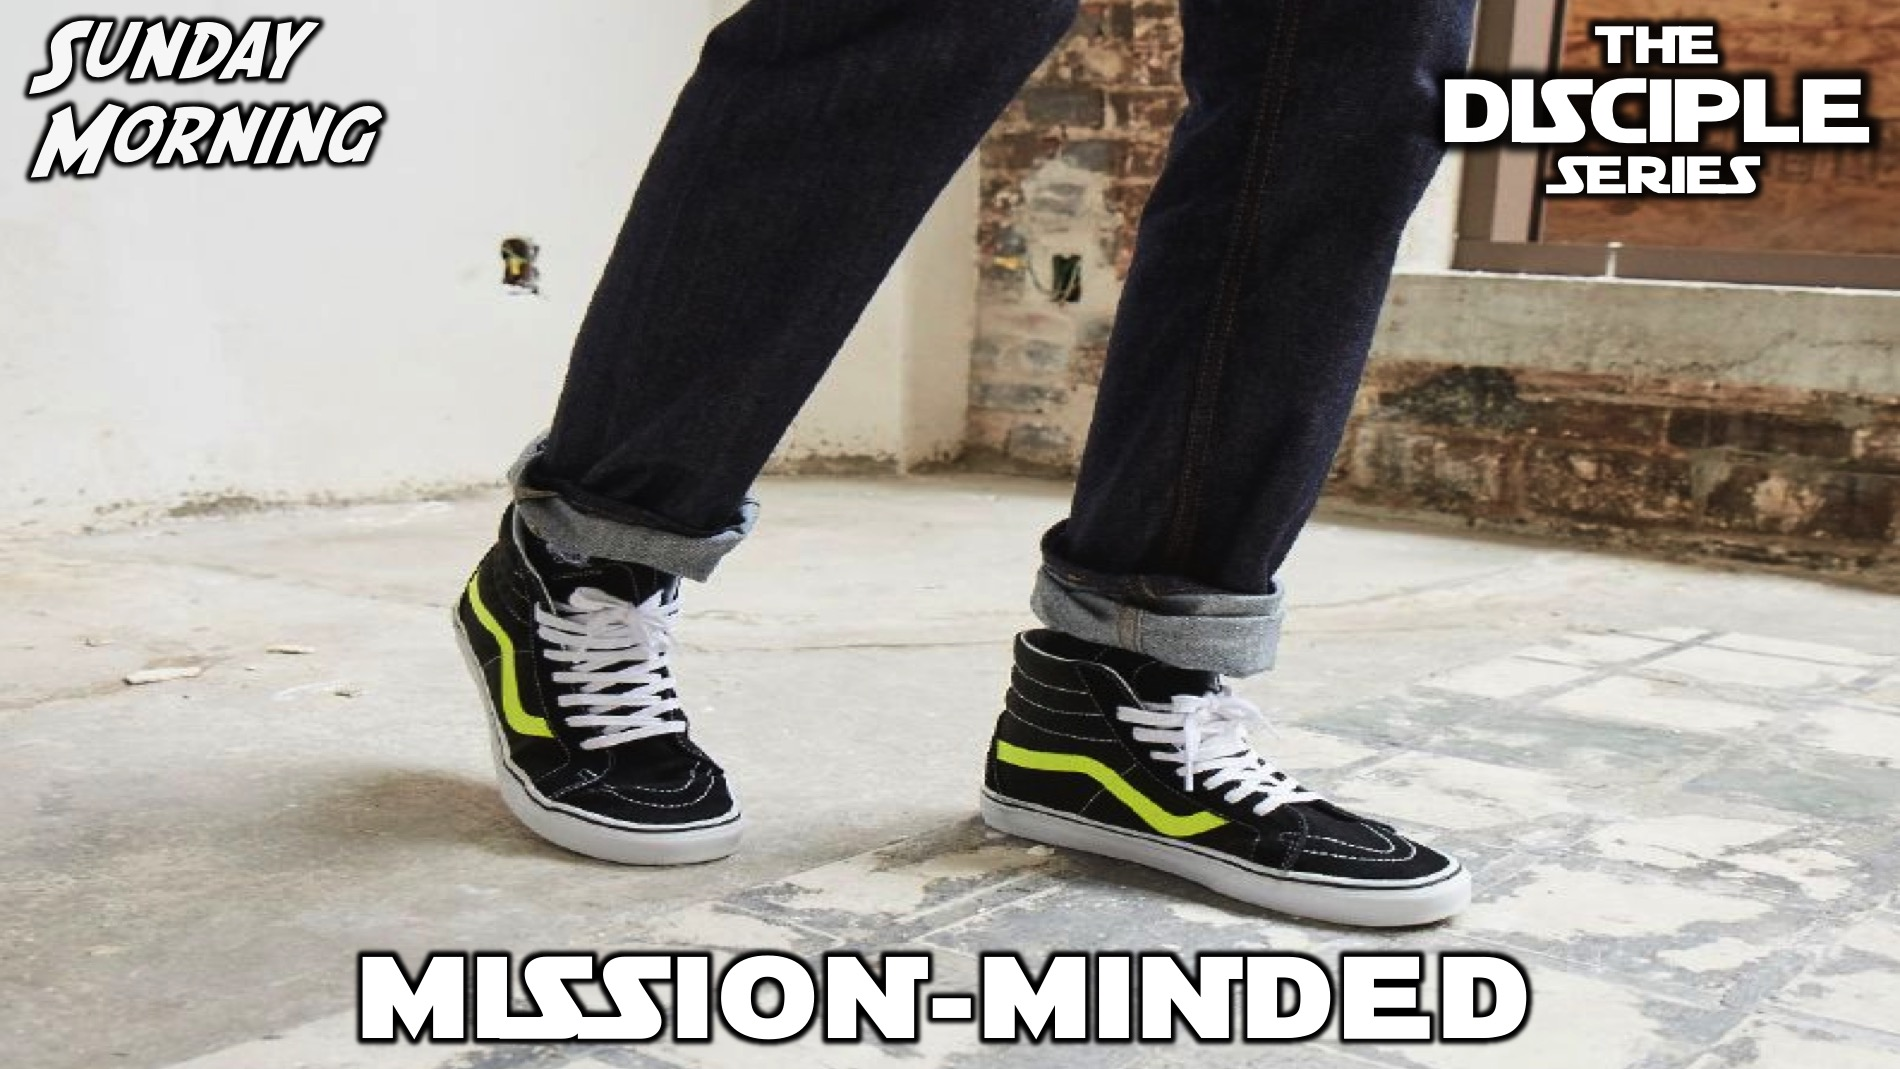 SUNDAY
MORNING
THE
DISCIPLE
SERIES
MISSION-MINDED